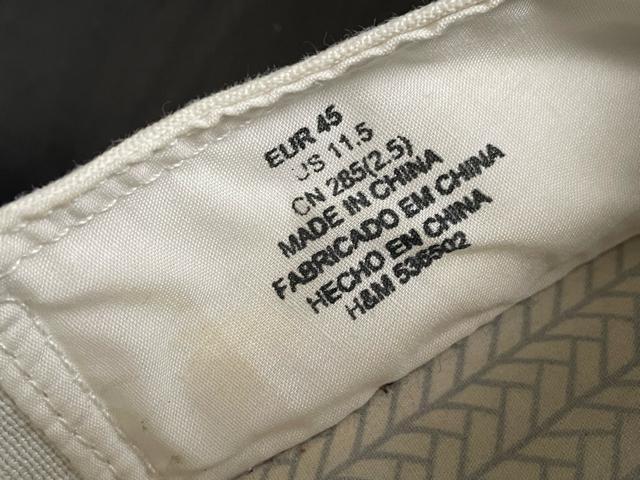 EUR 45
US 11.5
CN 285(2.5)
MADE IN CHINA
FABRICADO EM CHINA
HECHO EN CHINA
H&M 536502